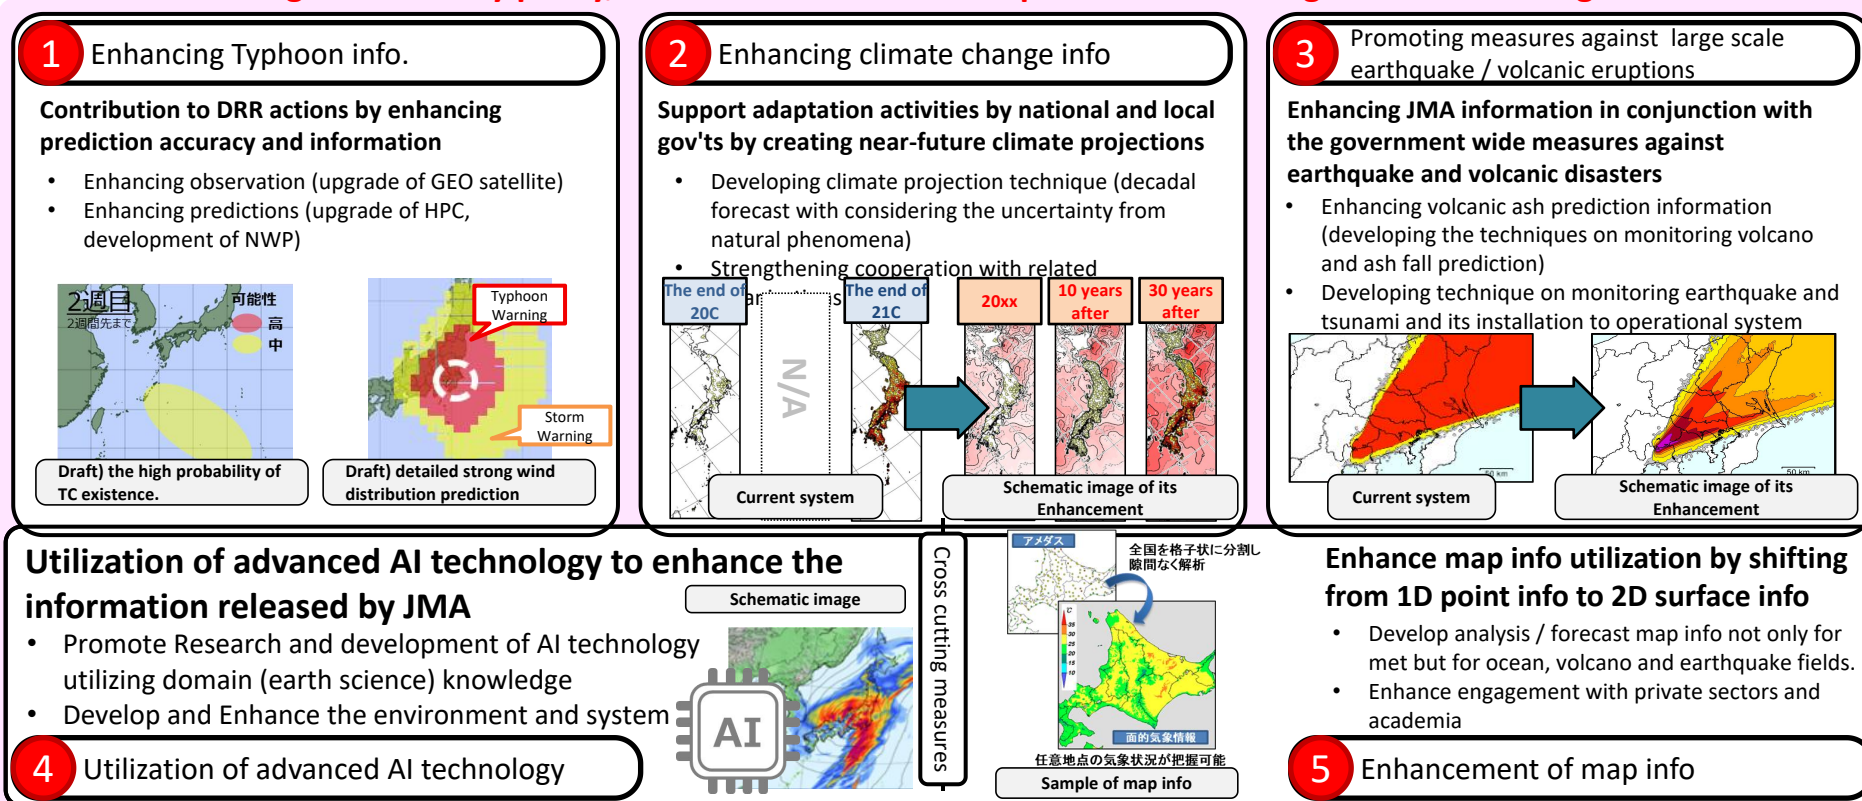 1
Enhancing Typhoon info.
Contribution to DRR actions by enhancing
prediction accuracy and information
• Enhancing observation (upgrade of GEO satellite)
• Enhancing predictions (upgrade of HPC,
development of NWP)
2週目
2週間先まで
可能性
高
中
Typhoon
Warning
Storm
Warning
Draft) the high probability of
TC existence.
Draft) detailed strong wind
distribution prediction
2
Enhancing climate change info
Support adaptation activities by national and local
gov'ts by creating near-future climate projections
• Developing climate projection technique (decadal
forecast with considering the uncertainty from
natural phenomena)
• Strengthening cooperation with related
The end of
20C
N/A
The end of
21C
20xx
10 years
after
30 years
after
Current system
Schematic image of its
Enhancement
3
Promoting measures against large scale
earthquake / volcanic eruptions
Enhancing JMA information in conjunction with
the government wide measures against
earthquake and volcanic disasters
• Enhancing volcanic ash prediction information
(developing the techniques on monitoring volcano
and ash fall prediction)
• Developing technique on monitoring earthquake and
tsunami and its installation to operational system
50 km
50 km
Current system
Schematic image of its
Enhancement
Utilization of advanced AI technology to enhance the
information released by JMA
• Promote Research and development of AI technology
utilizing domain (earth science) knowledge
• Develop and Enhance the environment and system
Schematic image
AI
4
Utilization of advanced AI technology
Cross cutting measures
アメダス
全国を格子状に分割し
隙間なく解析
℃
35
30
25
20
15
10
面的気象情報
任意地点の気象状況が把握可能
Sample of map info
Enhance map info utilization by shifting
from 1D point info to 2D surface info
• Develop analysis / forecast map info not only for
met but for ocean, volcano and earthquake fields.
• Enhance engagement with private sectors and
academia
5
Enhancement of map info